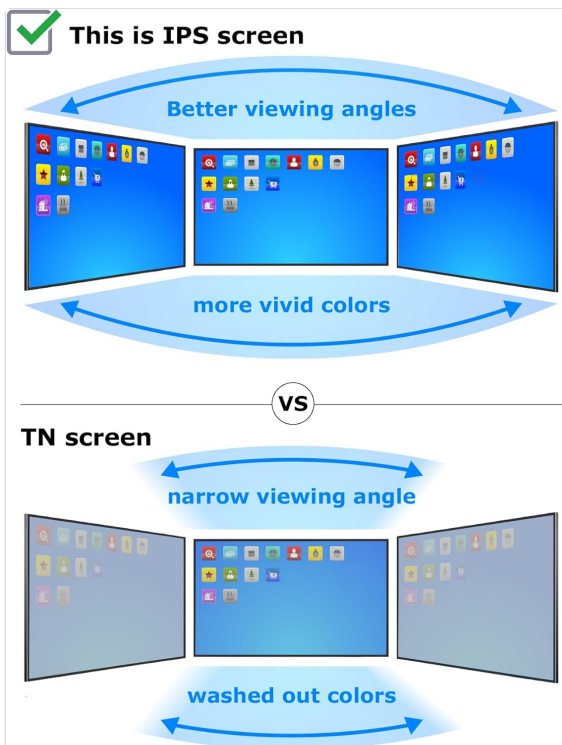 This is IPS screen
Better viewing angles
more vivid colors
VS
TN screen
narrow viewing angle
washed out colors